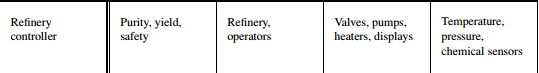 Refinery
controller
Purity, yield,
safety
Refinery,
operators
Valves, pumps,
heaters, displays
Temperature,
pressure,
chemical sensors